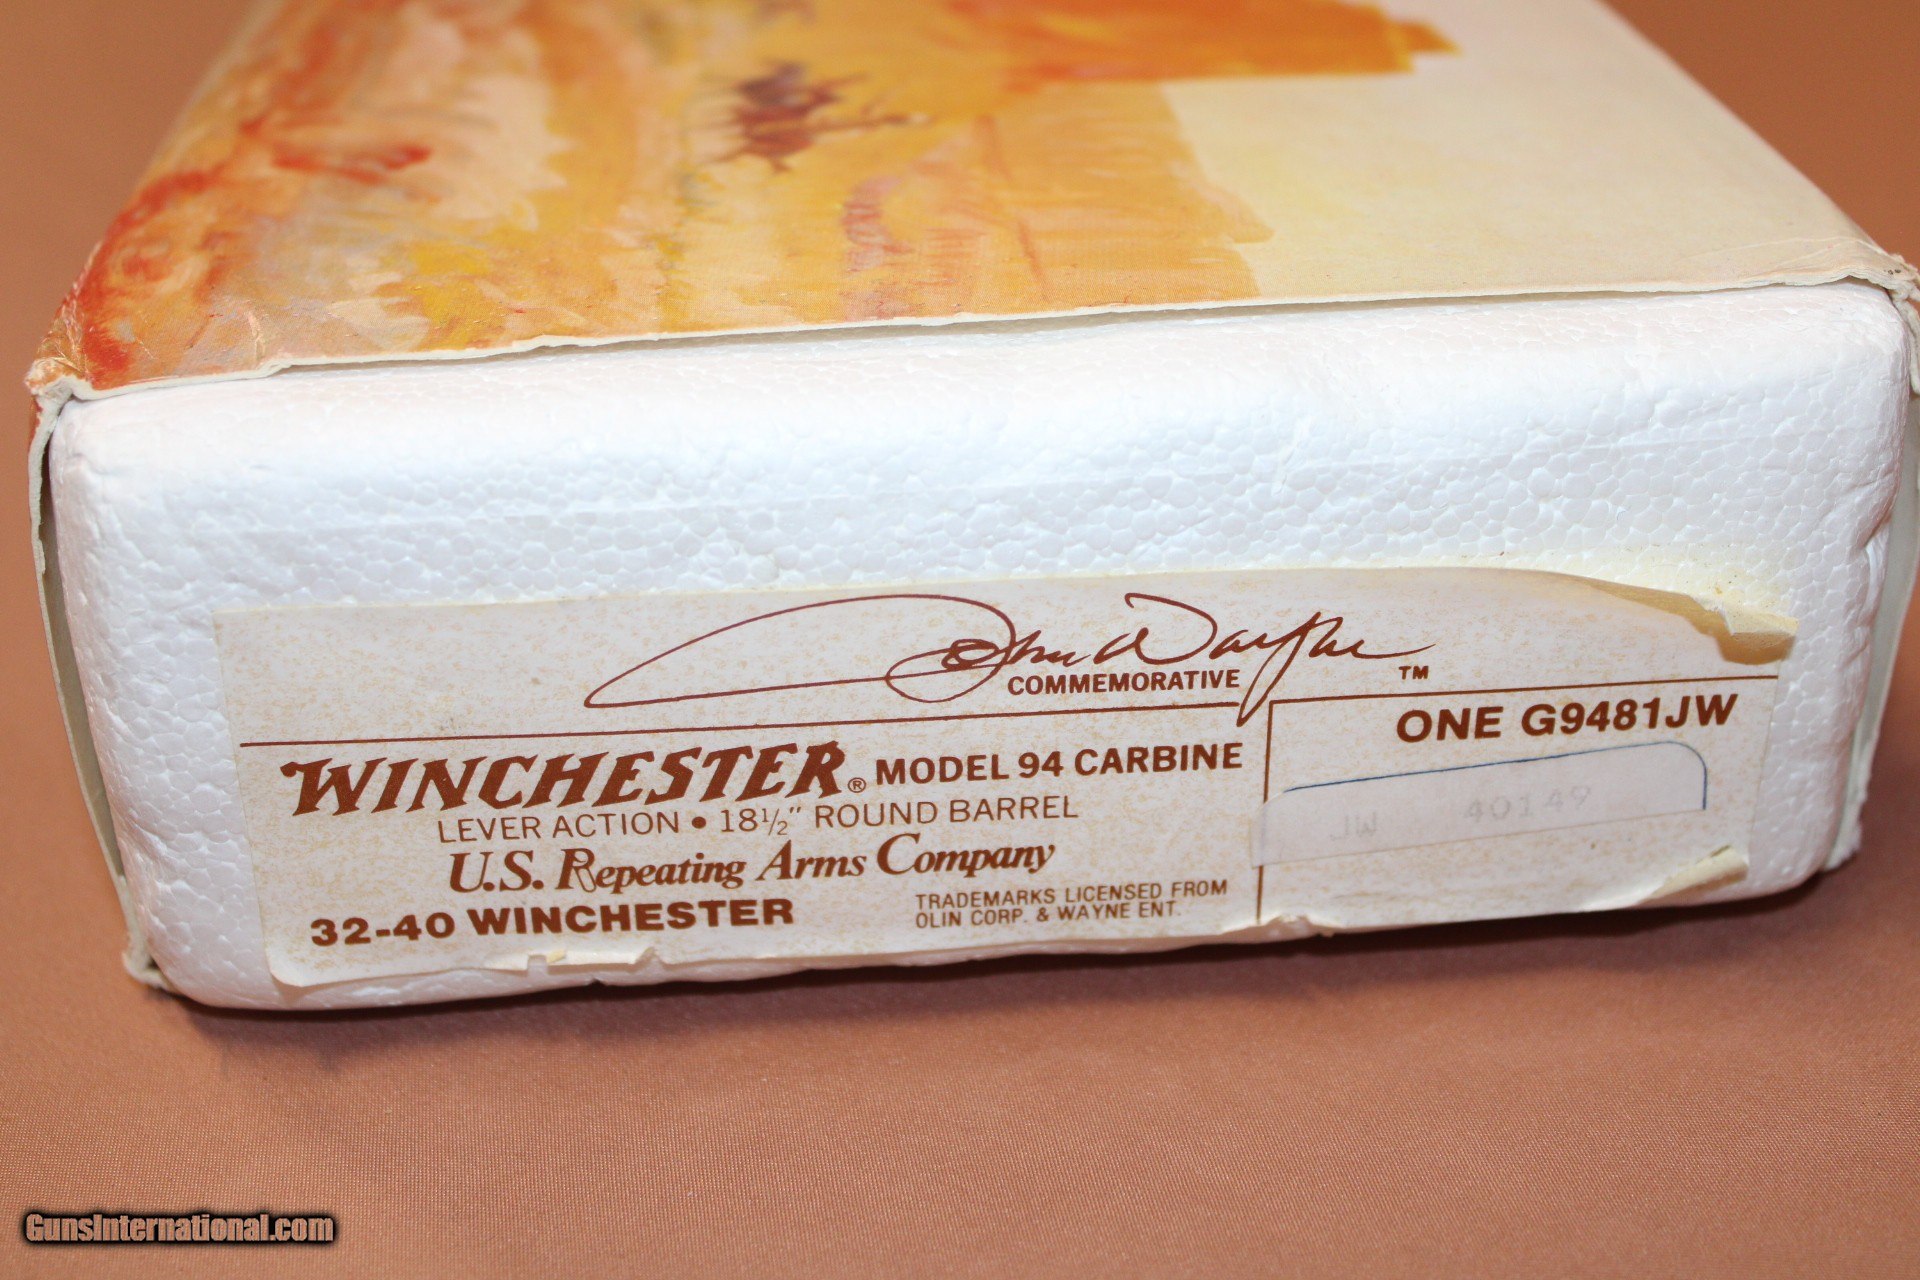 John Wayne
COMMEMORATIVE ™
WINCHESTER® MODEL 94 CARBINE
LEVER ACTION • 18½" ROUND BARREL
U.S. Repeating Arms Company
32-40 WINCHESTER
TRADEMARKS LICENSED FROM
OLIN CORP. & WAYNE ENT.
ONE G9481JW
JW 40149
GunsInternational.com